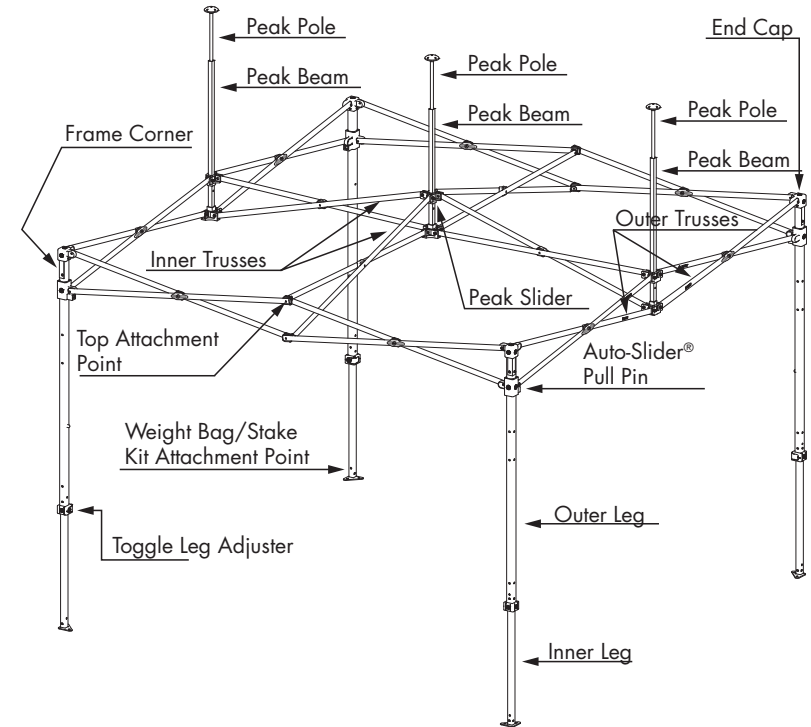 Peak Pole
Peak Beam
Peak Pole
Peak Beam
End Cap
Peak Pole
Peak Beam
Frame Corner
Outer Trusses
Inner Trusses
Peak Slider
Top Attachment
Point
Auto-Slider®
Pull Pin
Weight Bag/Stake
Kit Attachment Point
Outer Leg
Toggle Leg Adjuster
Inner Leg